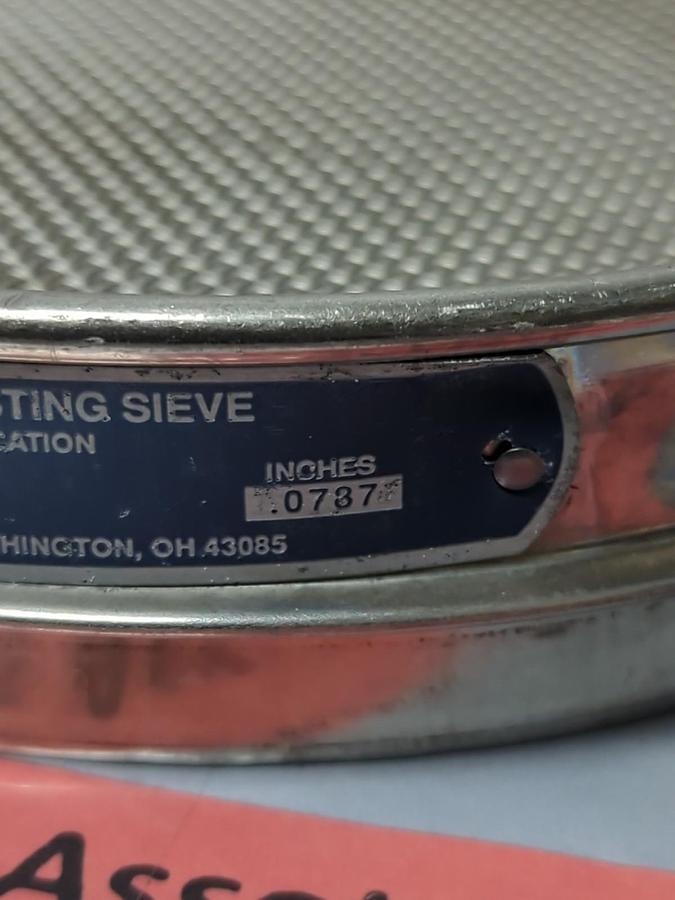 STING SIEVE
CATION
INCHES
.0787
HINGTON, OH 43085